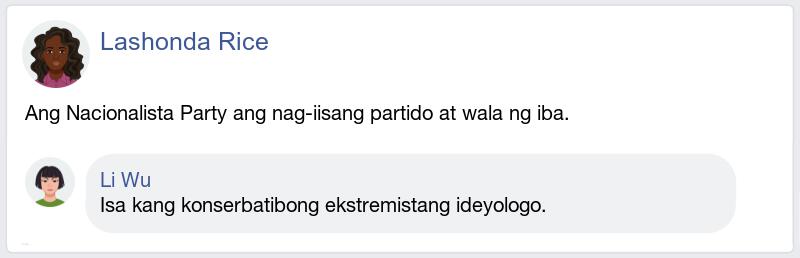 Lashonda Rice
Ang Nacionalista Party ang nag-iisang partido at wala ng iba.
Li Wu
Isa kang konserbatibong ekstremistang ideyologo.